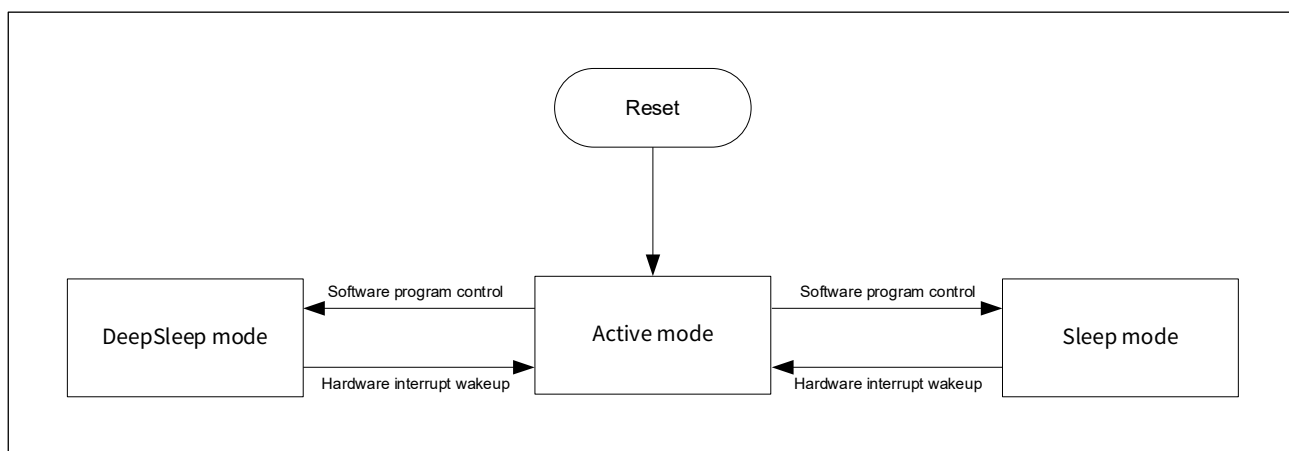 Reset
Software program control
Software program control
DeepSleep mode
Active mode
Sleep mode
Hardware interrupt wakeup
Hardware interrupt wakeup